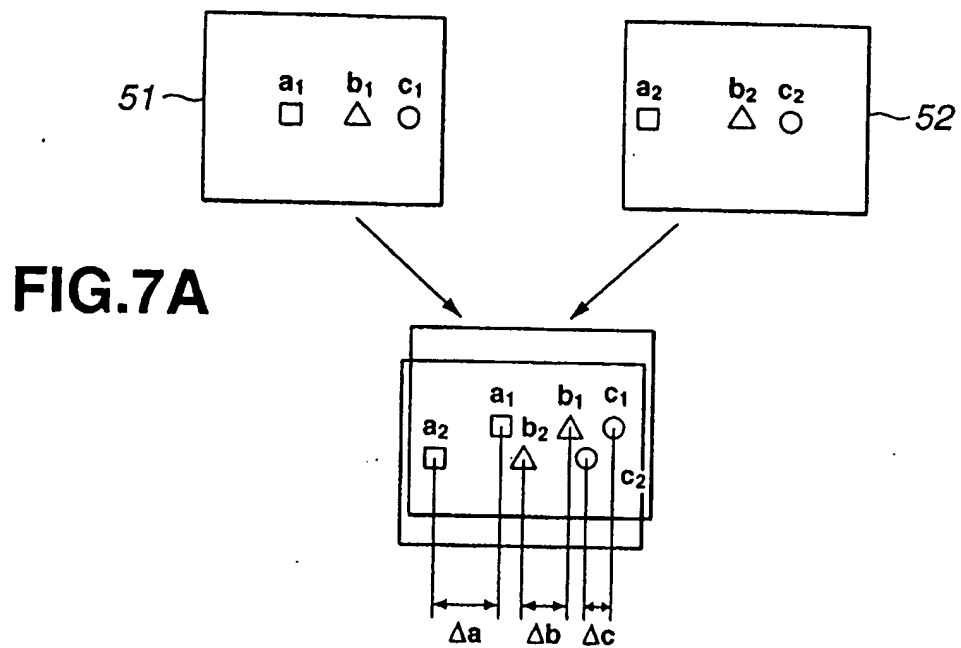 51
a₁ b₁ c₁
a₂ b₂ c₂
52
FIG.7A
a₁ b₁ c₁
a₂ b₂
c₂
Δa Δb Δc